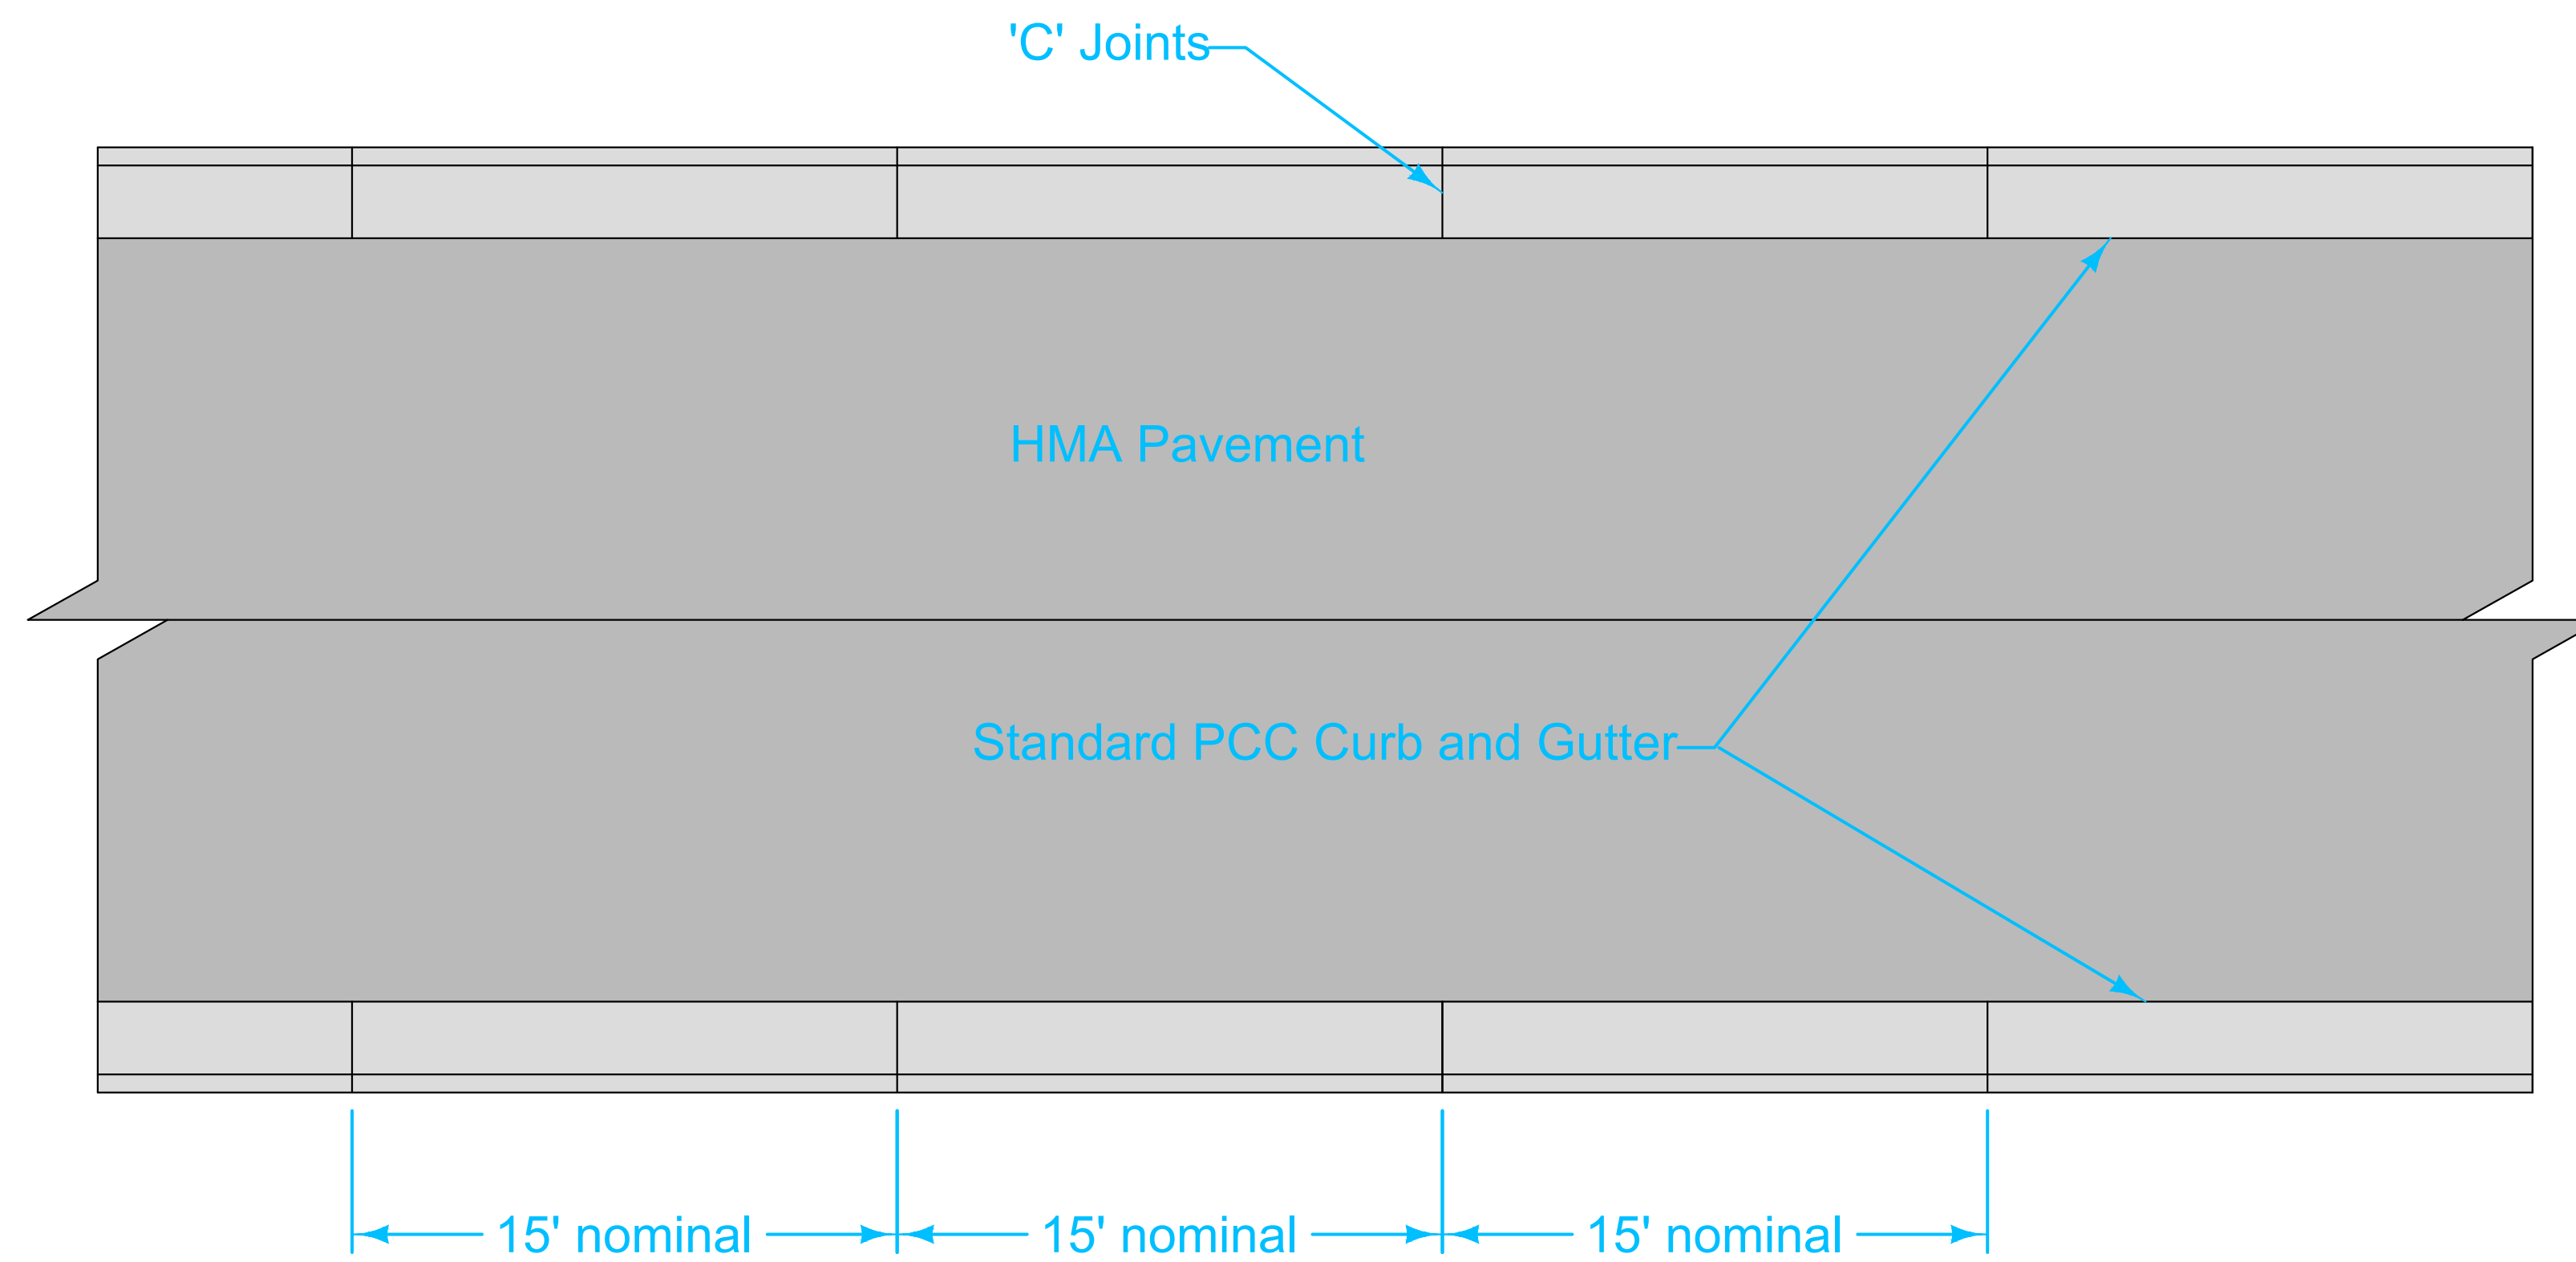 'C' Joints
HMA Pavement
Standard PCC Curb and Gutter
15' nominal
15' nominal
15' nominal